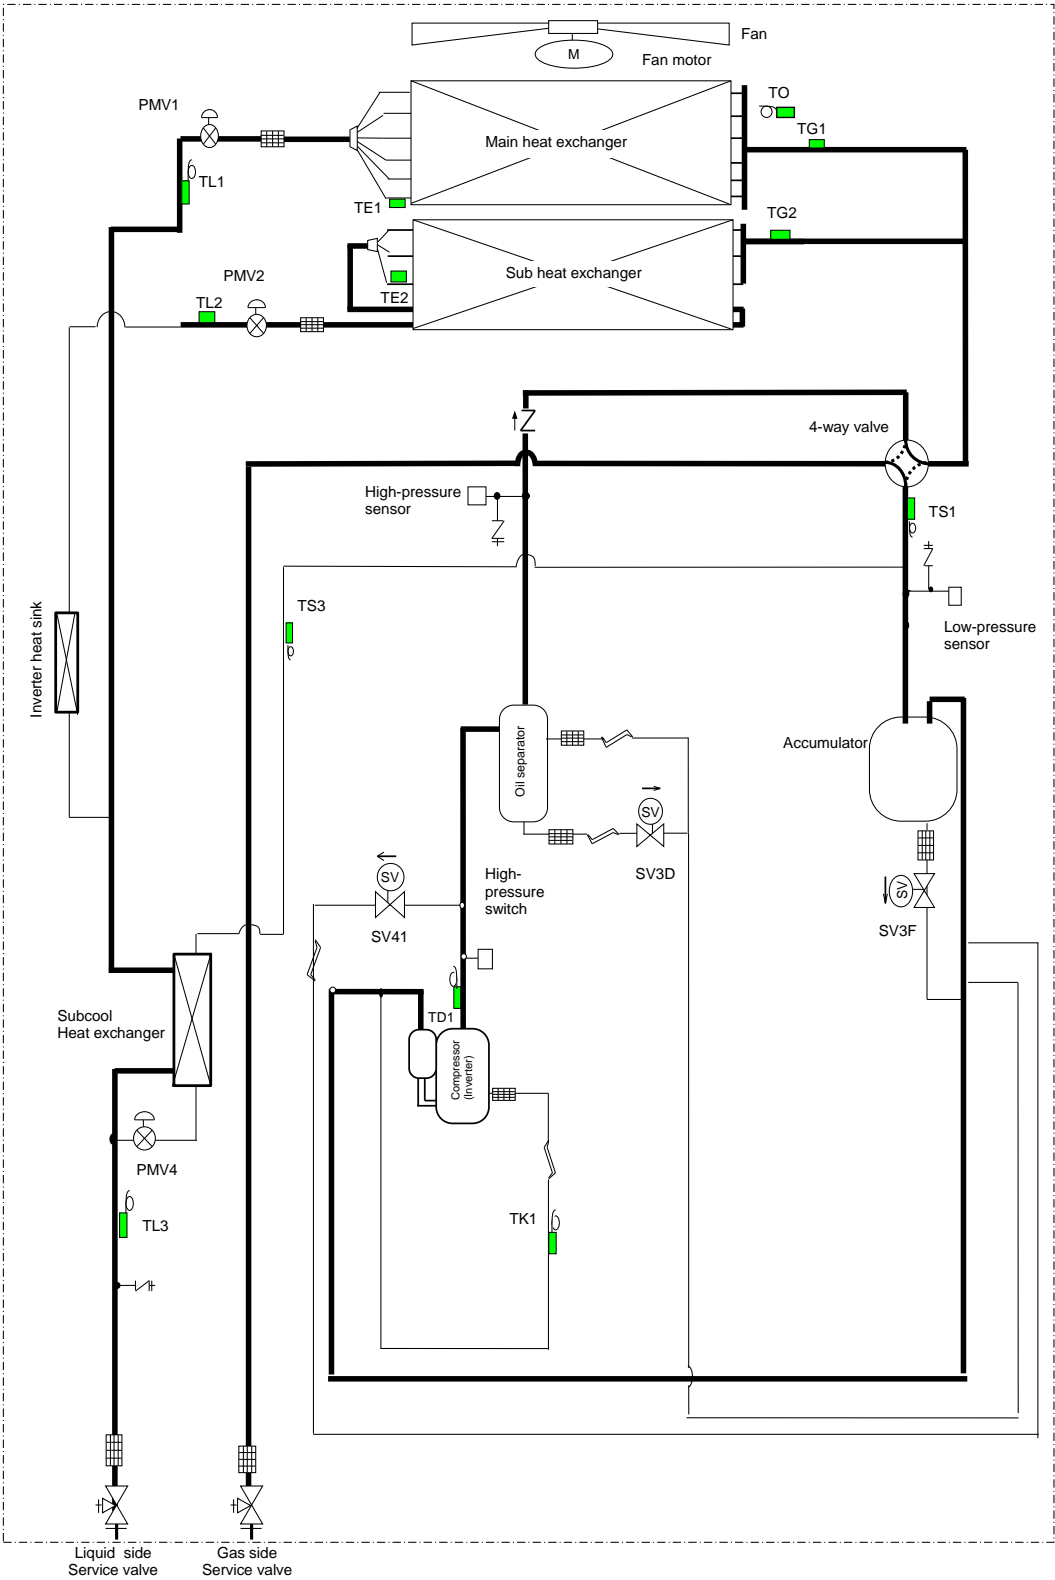 Fan
M
Fan motor
PMV1
TO
TG1
Main heat exchanger
TL1
TE1
TG2
PMV2
Sub heat exchanger
TL2
TE2
4-way valve
High-pressure
sensor
TS1
TS3
Low-pressure
sensor
Inverter heat sink
Oil separator
Accumulator
SV
SV3D
High-
pressure
switch
SV
SV41
SV
SV3F
Subcool
Heat exchanger
TD1
Compressor
(Inverter)
PMV4
TL3
TK1
Liquid side
Service valve
Gas side
Service valve